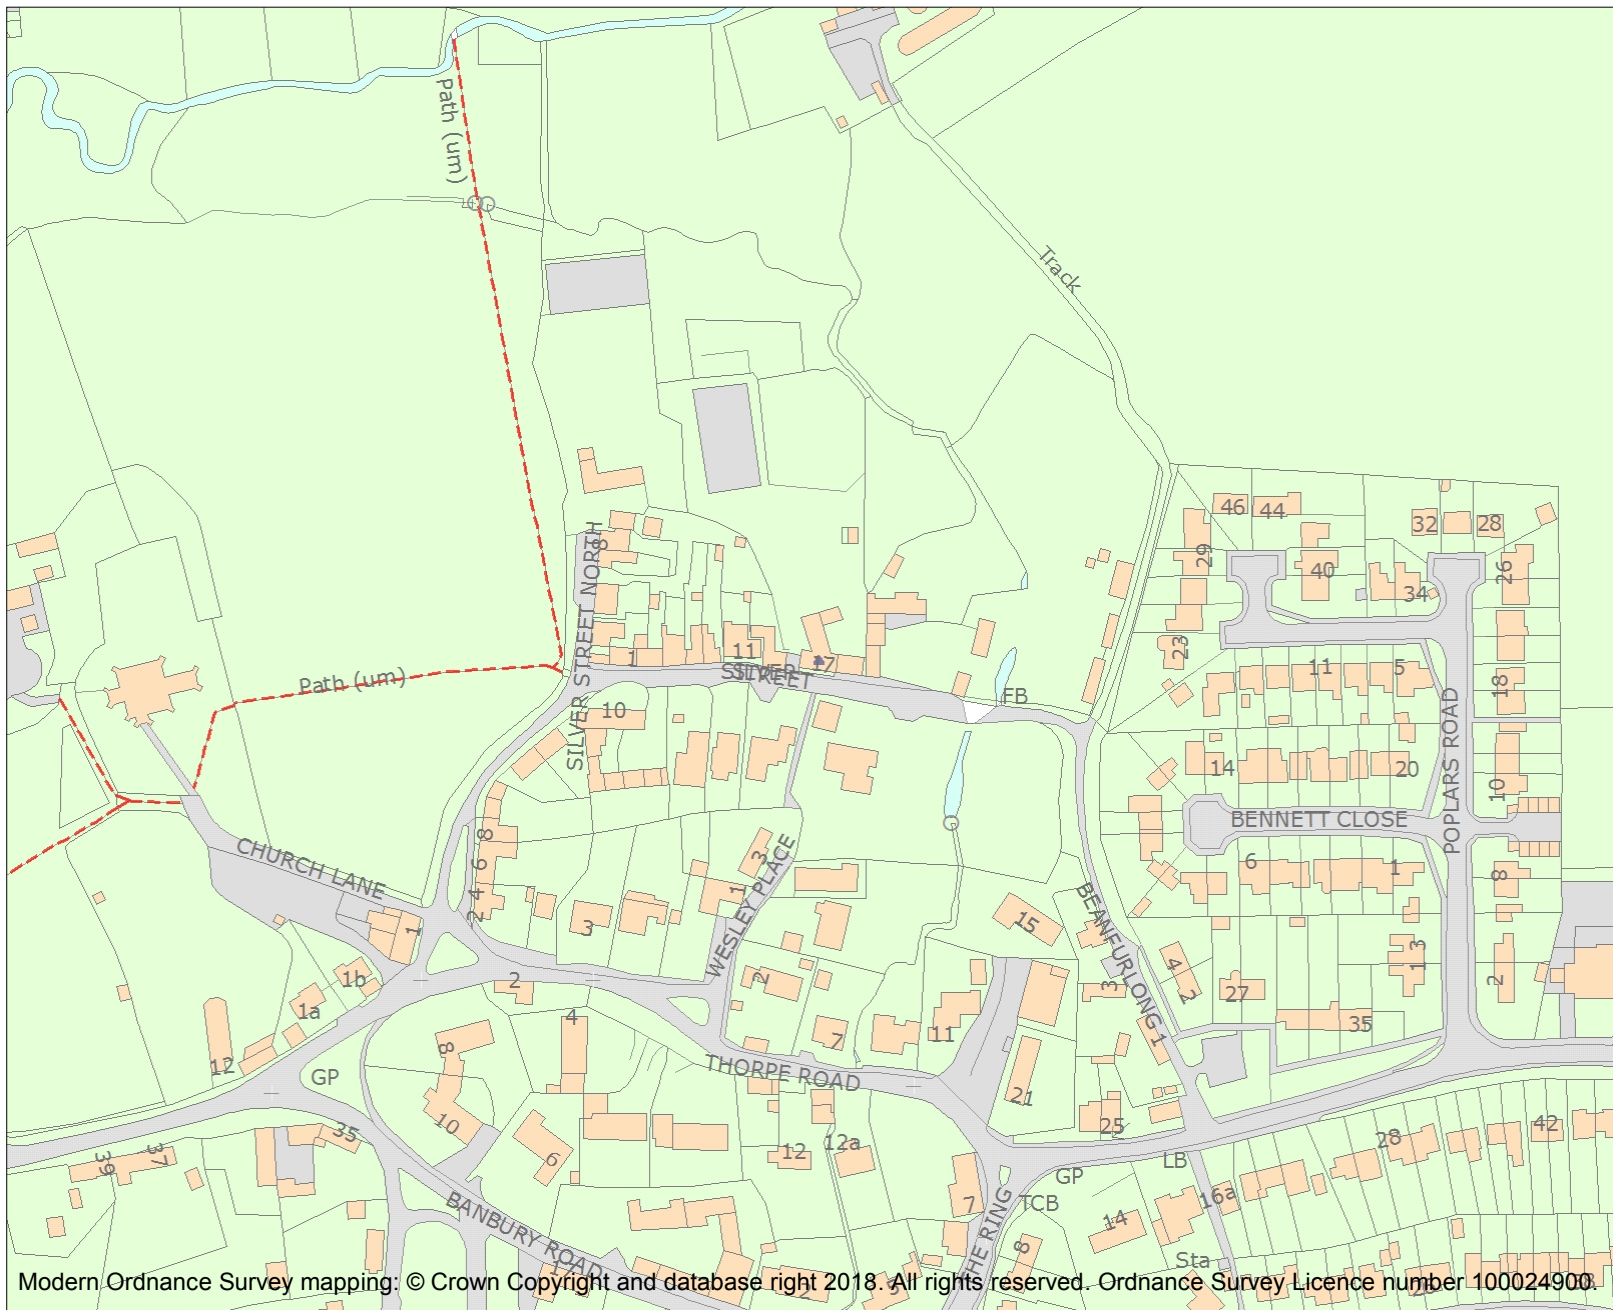 Path (um)
Track
46
44
32
28
29
40
34
26
8
SILVER STREET NORTH
23
1
11
17
SILVER
STREET
11
5
18
Path (um)
FB
10
POPLARS ROAD
14
20
10
BENNETT CLOSE
8
6
4
2
3
1
WESLEY PLACE
6
1
8
CHURCH LANE
1
3
15
BEANFURLONG
4
2
13
2
1b
1a
2
2
3
27
35
4
7
11
1
12
GP
8
THORPE ROAD
21
10
35
6
12
12a
25
28
42
39
37
LB
GP
BANBURY ROAD
7
THE RING
TCB
14
16a
8
Sta
Modern Ordnance Survey mapping: © Crown Copyright and database right 2018. All rights reserved. Ordnance Survey Licence number 100024900.